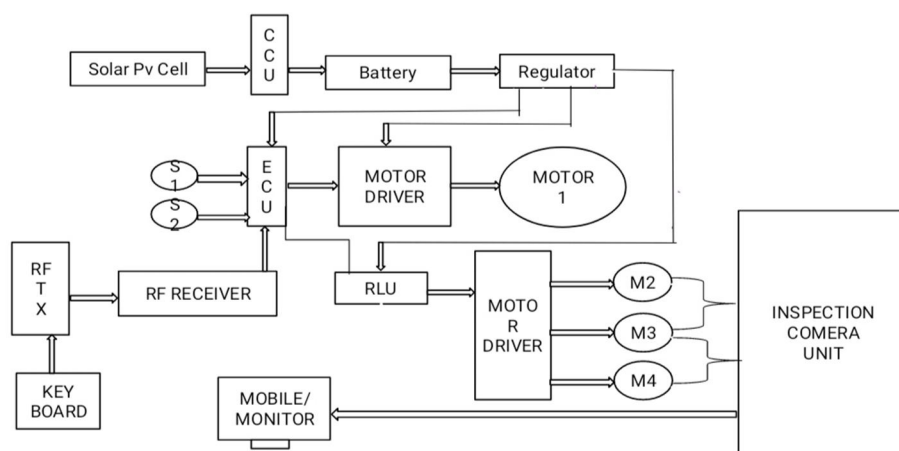 C
C
U
Solar Pv Cell
Battery
Regulator
S
1
S
2
E
C
U
MOTOR
DRIVER
MOTOR
1
RF
T
X
RF RECEIVER
RLU
MOTO
R
DRIVER
M2
M3
M4
INSPECTION
COMERA
UNIT
KEY
BOARD
MOBILE/
MONITOR